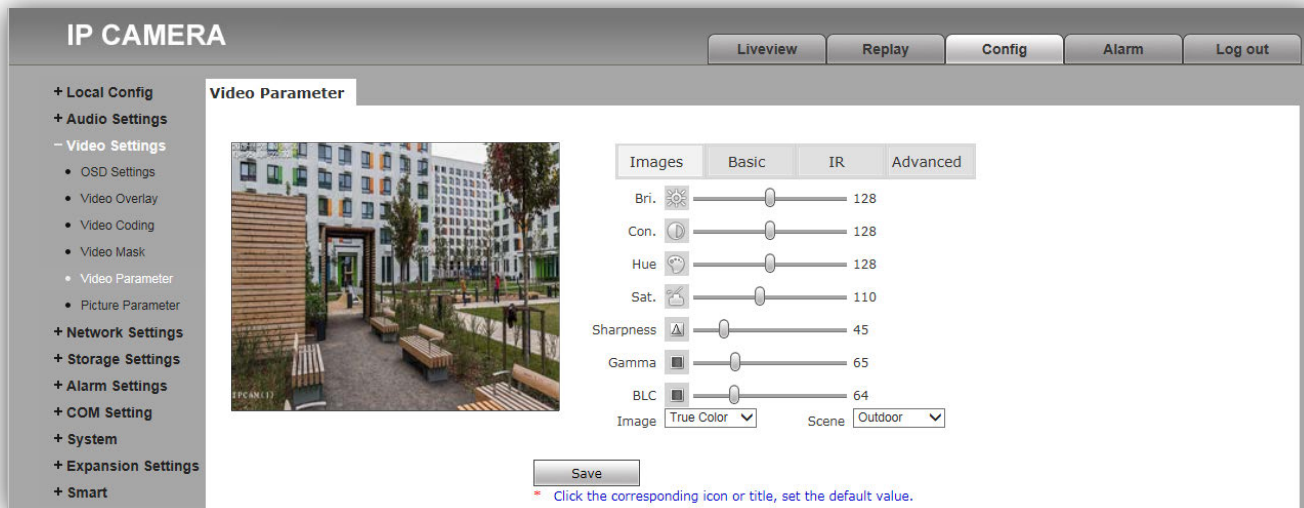 IP CAMERA
Liveview Replay Config Alarm Log out
+ Local Config
+ Audio Settings
− Video Settings
• OSD Settings
• Video Overlay
• Video Coding
• Video Mask
• Video Parameter
• Picture Parameter
+ Network Settings
+ Storage Settings
+ Alarm Settings
+ COM Setting
+ System
+ Expansion Settings
+ Smart
Video Parameter
IPCAM(1)
Images Basic IR Advanced
Bri. 128
Con. 128
Hue 128
Sat. 110
Sharpness 45
Gamma 65
BLC 64
Image True Color Scene Outdoor
Save
* Click the corresponding icon or title, set the default value.